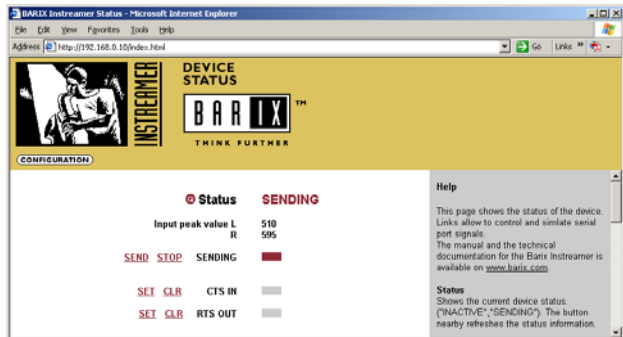 BARIX Instreamer Status - Microsoft Internet Explorer
File Edit View Favorites Tools Help
Address http://192.168.0.10/index.html Go Links »
INSTREAMER
DEVICE
STATUS
BARIX ™
THINK FURTHER
CONFIGURATION
Status SENDING
Input peak value L 510
R 595
SEND STOP SENDING
SET CLR CTS IN
SET CLR RTS OUT
Help
This page shows the status of the device.
Links allow to control and simlate serial
port signals.
The manual and the technical
documentation for the Barix Instreamer is
available on www.barix.com.
Status
Shows the current device status.
("INACTIVE","SENDING"). The button
nearby refreshes the status information.